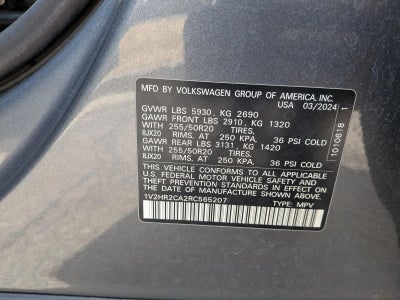 MFD. BY VOLKSWAGEN GROUP OF AMERICA, INC.
USA 03/2024
GVWR LBS 5930, KG 2690
GAWR FRONT LBS 2910, KG 1320
WITH 255/50R20 TIRES,
8JX20 RIMS, AT 250 KPA. 36 PSI COLD
GAWR REAR LBS 3131, KG 1420
WITH 255/50R20 TIRES,
8JX20 RIMS, AT 250 KPA. 36 PSI COLD
THIS VEHICLE CONFORMS TO ALL APPLICABLE
U.S. FEDERAL MOTOR VEHICLE SAFETY AND
THEFT PREVENTION STANDARDS IN EFFECT ON THE
DATE OF MANUFACTURE SHOWN ABOVE.
1V2HR2CA2RC565207 TYPE: MPV
1010618 1